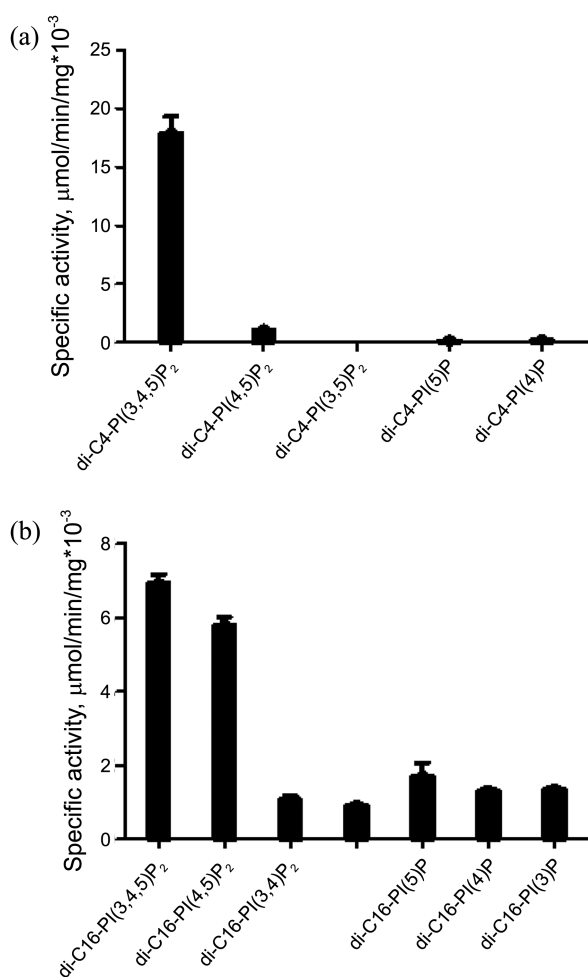 (a)
Specific activity, μmol/min/mg*10⁻³
25
20
15
10
5
0
di-C4-PI(3,4,5)P₂
di-C4-PI(4,5)P₂
di-C4-PI(3,5)P₂
di-C4-PI(5)P
di-C4-PI(4)P
(b)
Specific activity, μmol/min/mg*10⁻³
8
6
4
2
0
di-C16-PI(3,4,5)P₂
di-C16-PI(4,5)P₂
di-C16-PI(3,4)P₂
di-C16-PI(5)P
di-C16-PI(4)P
di-C16-PI(3)P